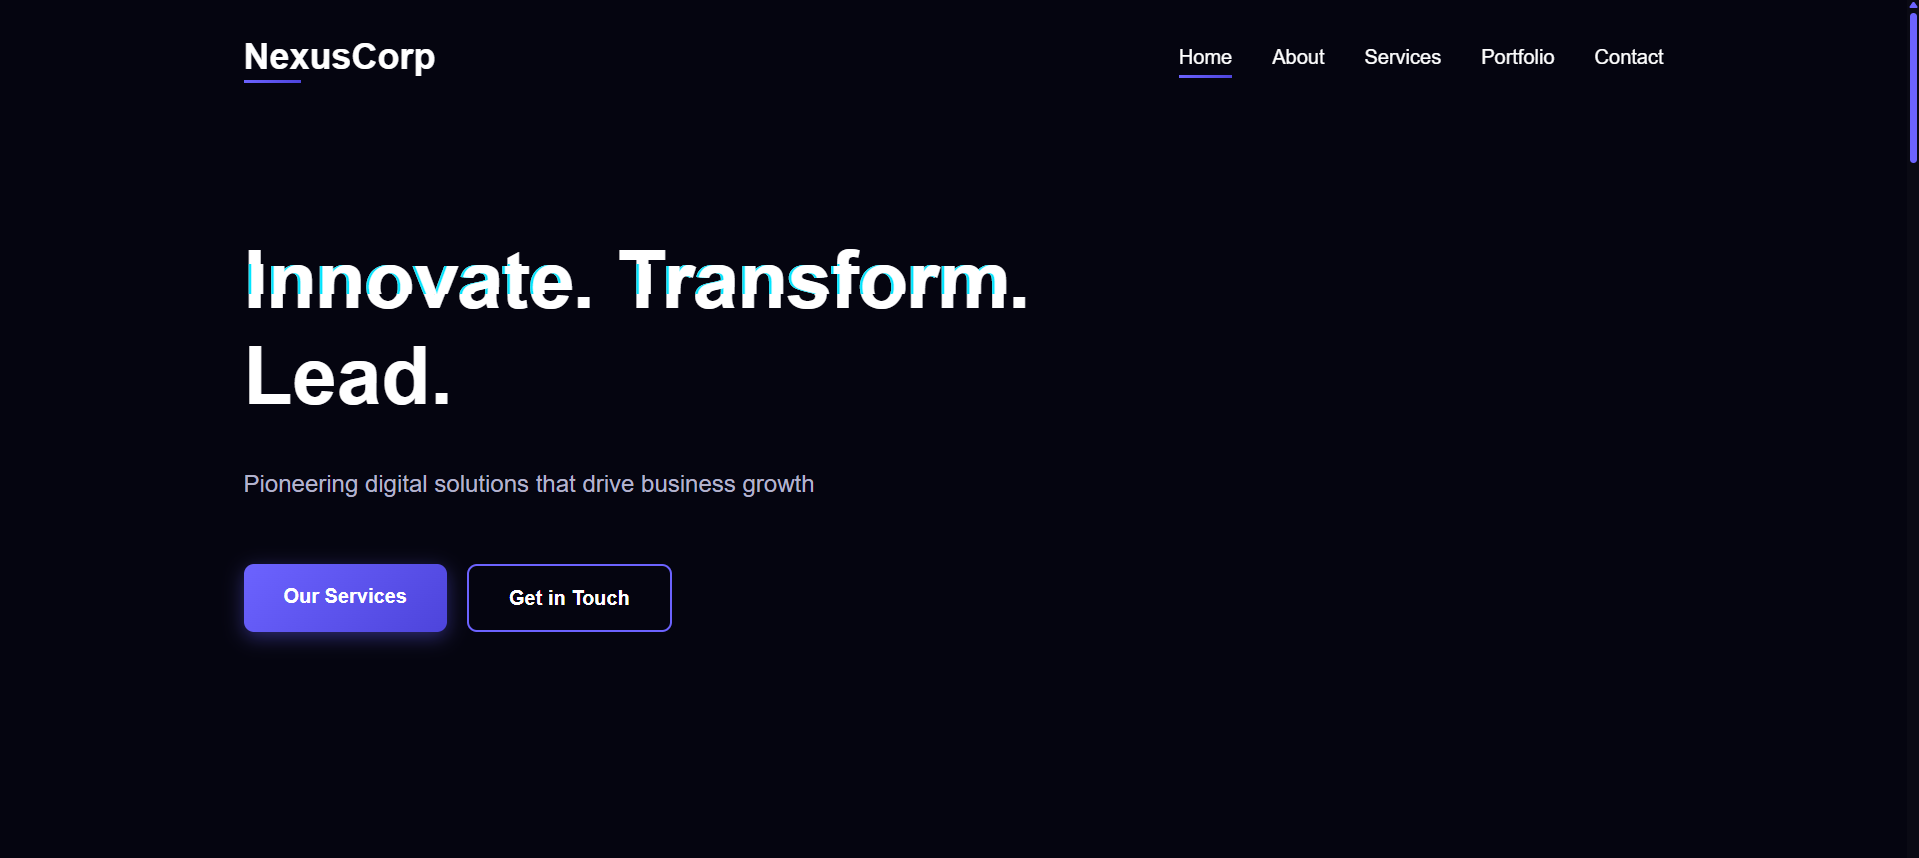 NexusCorp
Home About Services Portfolio Contact
Innovate. Transform.
Lead.
Pioneering digital solutions that drive business growth
Our Services Get in Touch